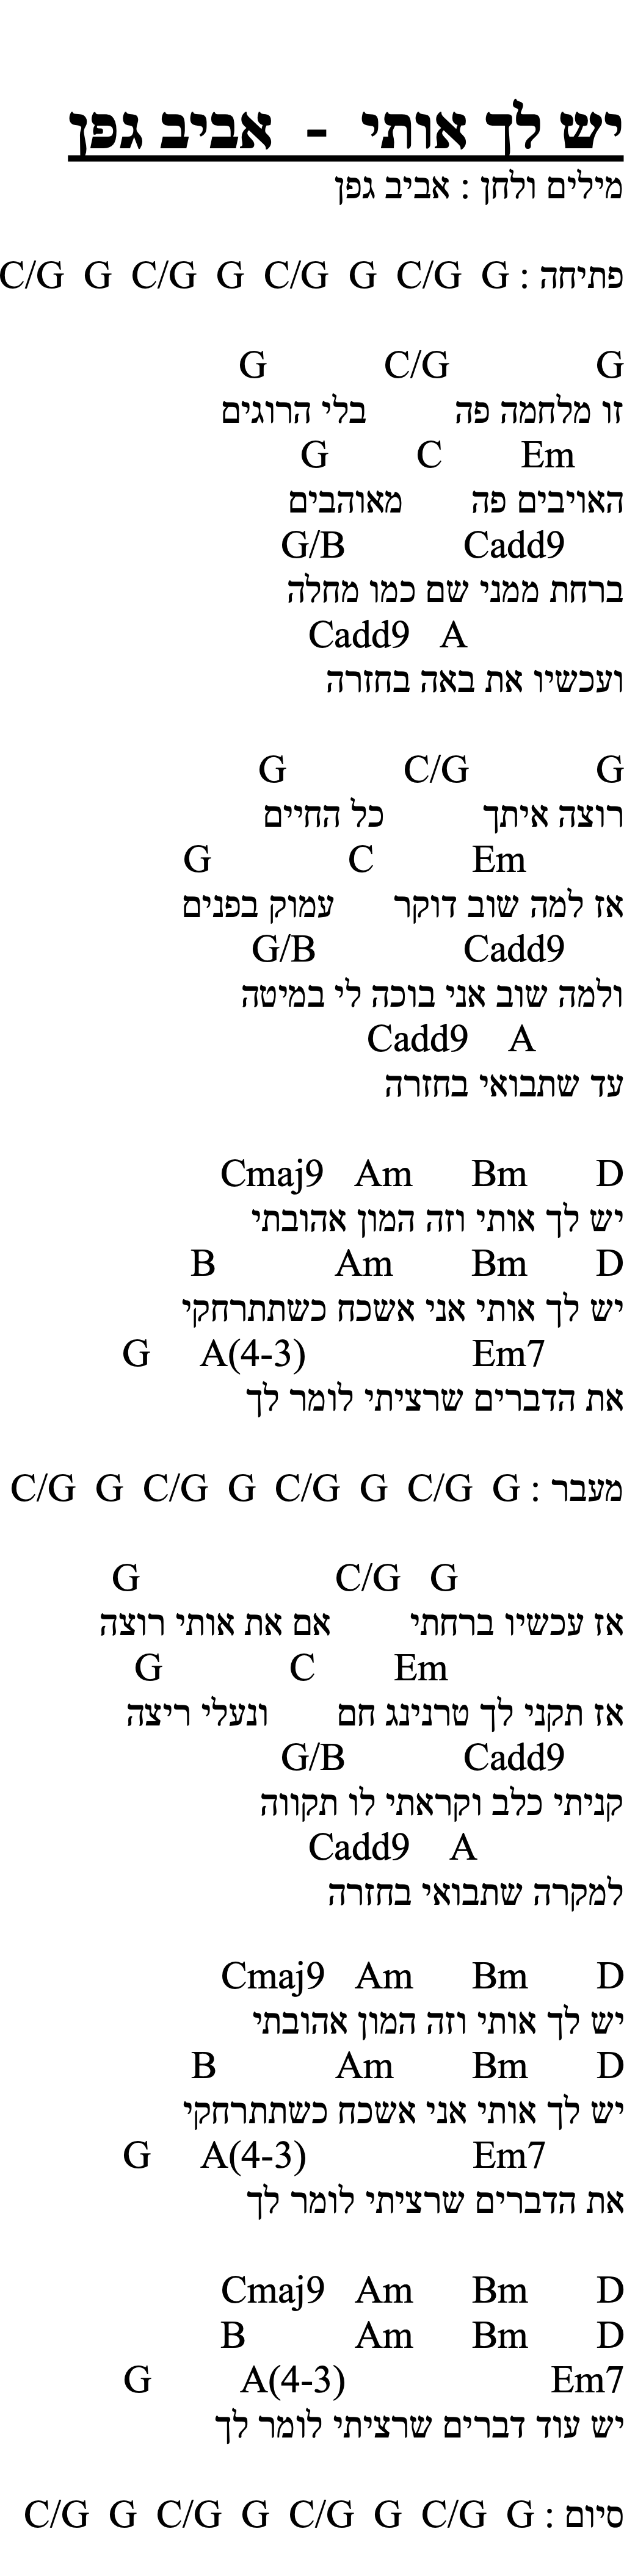 יש לך אותי - אביב גפן
מילים ולחן : אביב גפן
פתיחה : G C/G G C/G G C/G G C/G
G C/G G
זו מלחמה פה בלי הרוגים
Em C G
האויבים פה מאוהבים
Cadd9 G/B
ברחת ממני שם כמו מחלה
A Cadd9
ועכשיו את באה בחזרה
G C/G G
רוצה איתך כל החיים
Em C G
אז למה שוב דוקר עמוק בפנים
Cadd9 G/B
ולמה שוב אני בוכה לי במיטה
A Cadd9
עד שתבואי בחזרה
D Bm Am Cmaj9
יש לך אותי וזה המון אהובתי
D Bm Am B
יש לך אותי אני אשכח כשתתרחקי
Em7 A(4-3) G
את הדברים שרציתי לומר לך
מעבר : G C/G G C/G G C/G G C/G
G C/G G
אז עכשיו ברחתי אם את אותי רוצה
Em C G
אז תקני לך טרנינג חם ונעלי ריצה
Cadd9 G/B
קניתי כלב וקראתי לו תקווה
A Cadd9
למקרה שתבואי בחזרה
D Bm Am Cmaj9
יש לך אותי וזה המון אהובתי
D Bm Am B
יש לך אותי אני אשכח כשתתרחקי
Em7 A(4-3) G
את הדברים שרציתי לומר לך
D Bm Am Cmaj9
D Bm Am B
Em7 A(4-3) G
יש עוד דברים שרציתי לומר לך
סיום : G C/G G C/G G C/G G C/G